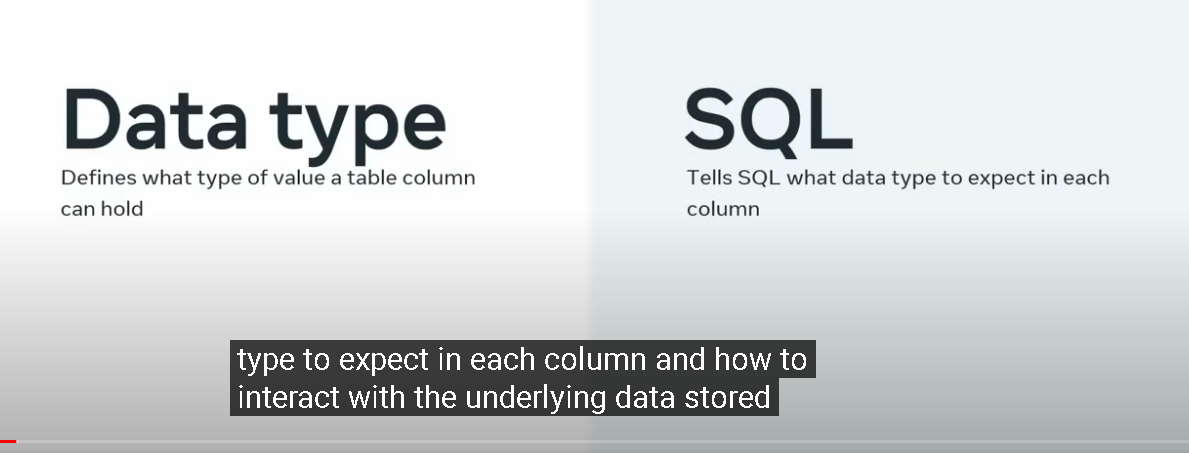 Data type
Defines what type of value a table column
can hold
SQL
Tells SQL what data type to expect in each
column
type to expect in each column and how to
interact with the underlying data stored